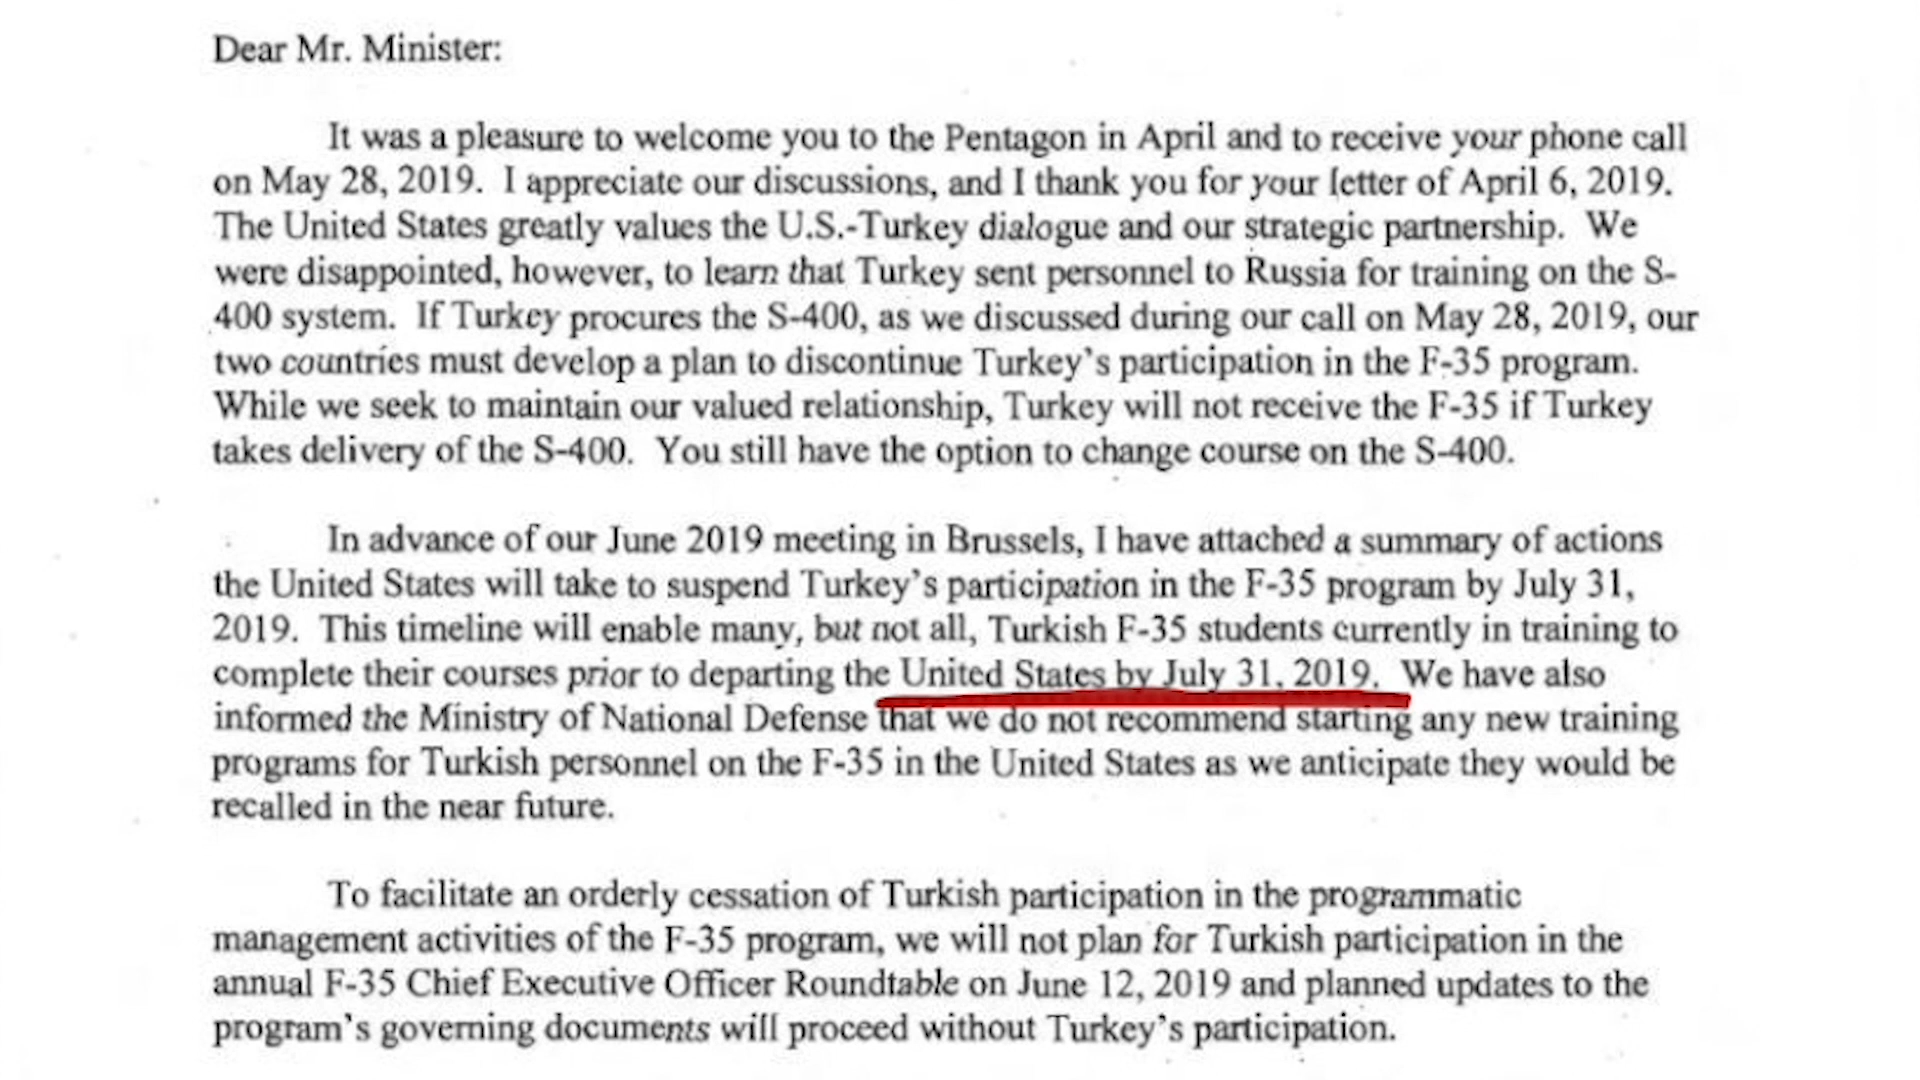 Dear Mr. Minister:
It was a pleasure to welcome you to the Pentagon in April and to receive your phone call
on May 28, 2019. I appreciate our discussions, and I thank you for your letter of April 6, 2019.
The United States greatly values the U.S.-Turkey dialogue and our strategic partnership. We
were disappointed, however, to learn that Turkey sent personnel to Russia for training on the S-
400 system. If Turkey procures the S-400, as we discussed during our call on May 28, 2019, our
two countries must develop a plan to discontinue Turkey's participation in the F-35 program.
While we seek to maintain our valued relationship, Turkey will not receive the F-35 if Turkey
takes delivery of the S-400. You still have the option to change course on the S-400.
In advance of our June 2019 meeting in Brussels, I have attached a summary of actions
the United States will take to suspend Turkey's participation in the F-35 program by July 31,
2019. This timeline will enable many, but not all, Turkish F-35 students currently in training to
complete their courses prior to departing the United States by July 31, 2019. We have also
informed the Ministry of National Defense that we do not recommend starting any new training
programs for Turkish personnel on the F-35 in the United States as we anticipate they would be
recalled in the near future.
To facilitate an orderly cessation of Turkish participation in the programmatic
management activities of the F-35 program, we will not plan for Turkish participation in the
annual F-35 Chief Executive Officer Roundtable on June 12, 2019 and planned updates to the
program's governing documents will proceed without Turkey's participation.